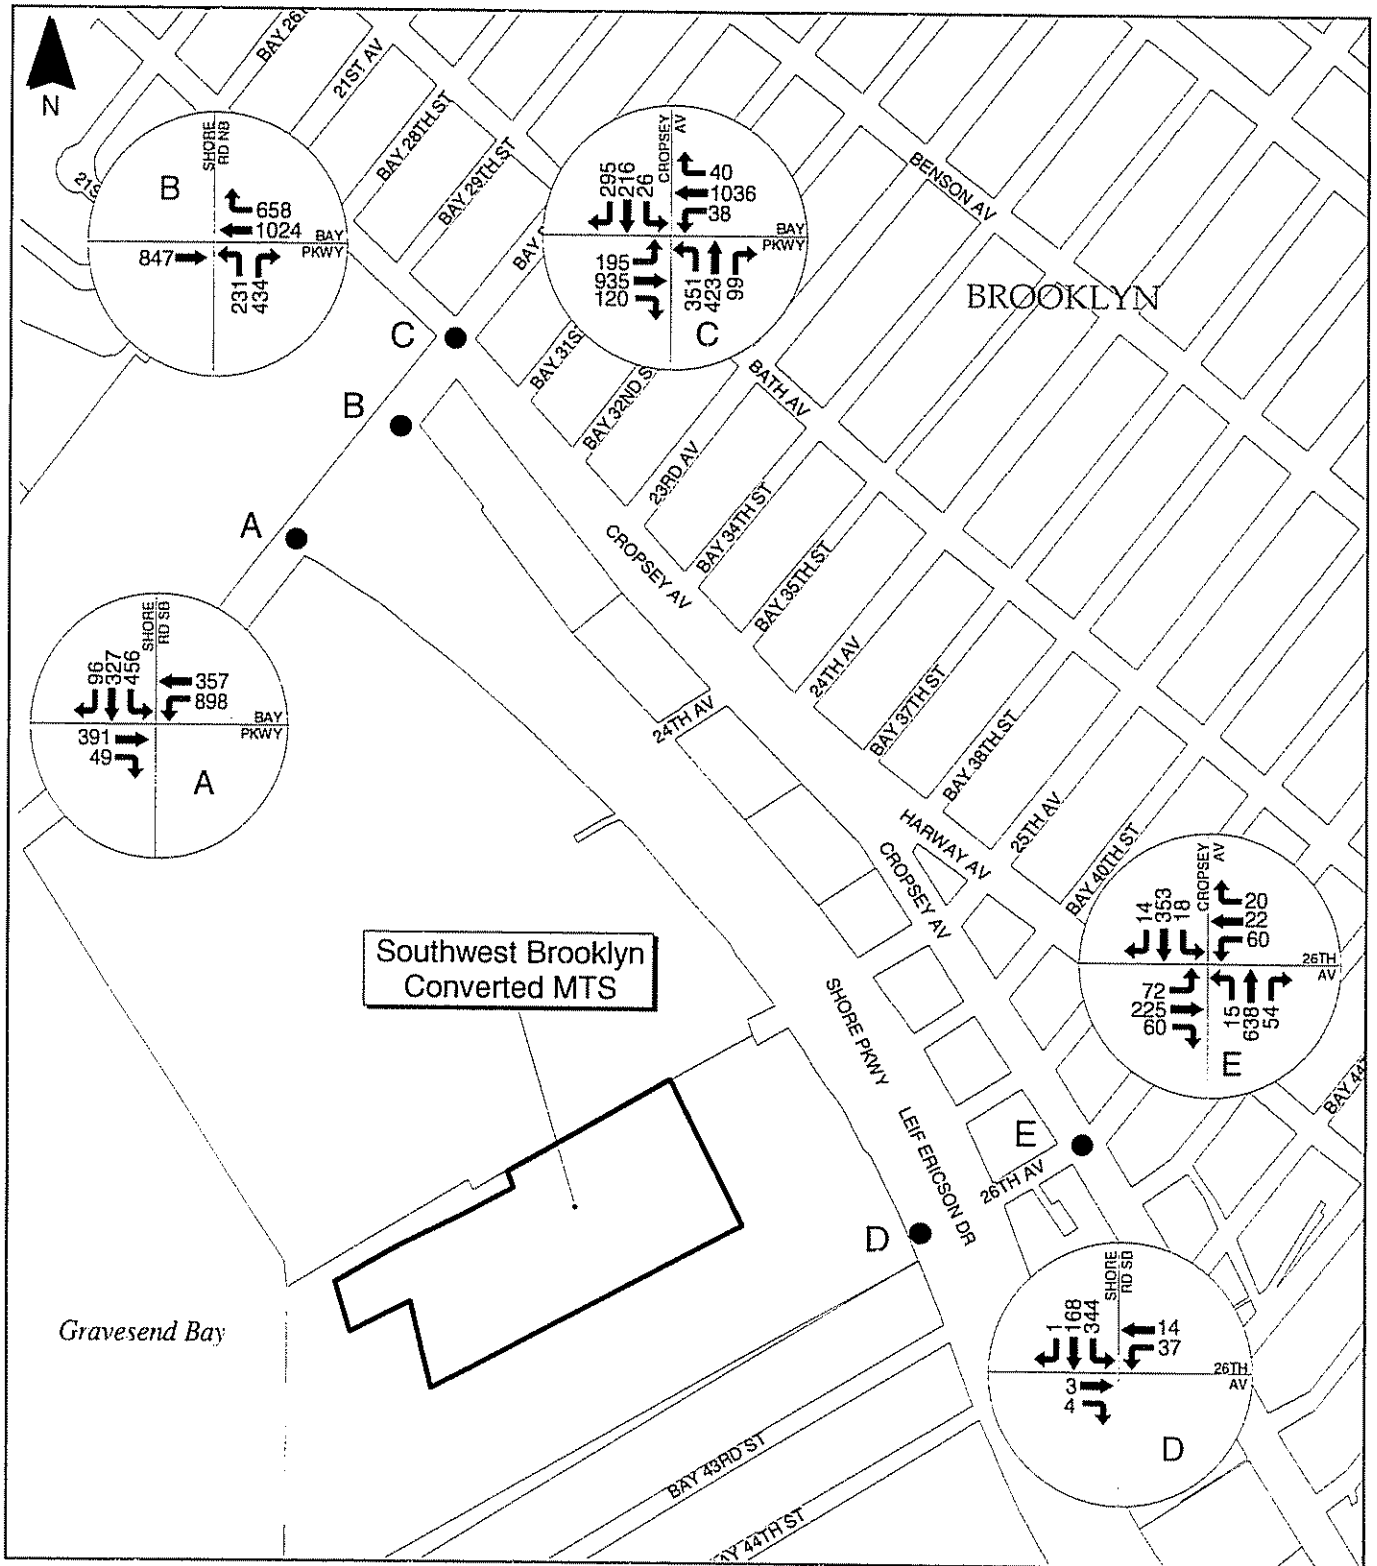 N
BAY 26
21ST AV
BAY 28TH ST
BAY 29TH ST
BAY
BENSON AV
BROOKLYN
B
SHORE
RD NB
658
1024
BAY
PKWY
847
231
434
C
CROPSEY
AV
295
216
26
40
1036
38
BAY
PKWY
195
935
120
351
423
99
C
B
A
BAY 31ST
BAY 32ND S
23RD AV
BATH AV
BAY 34TH ST
BAY 35TH ST
CROPSEY AV
24TH AV
BAY 37TH ST
BAY 38TH ST
24TH AV
25TH AV
HARWAY AV
BAY 40TH ST
CROPSEY AV
SHORE
RD SB
96
327
456
357
898
BAY
PKWY
391
49
A
Southwest Brooklyn
Converted MTS
SHORE PKWY
LEIF ERICSON DR
CROPSEY
AV
14
353
18
20
22
60
26TH
AV
72
225
60
15
638
54
E
BAY 44
E
26TH AV
D
SHORE
RD SB
1
168
344
14
37
26TH
AV
3
4
D
Gravesend Bay
BAY 43RD ST
AY 44TH ST